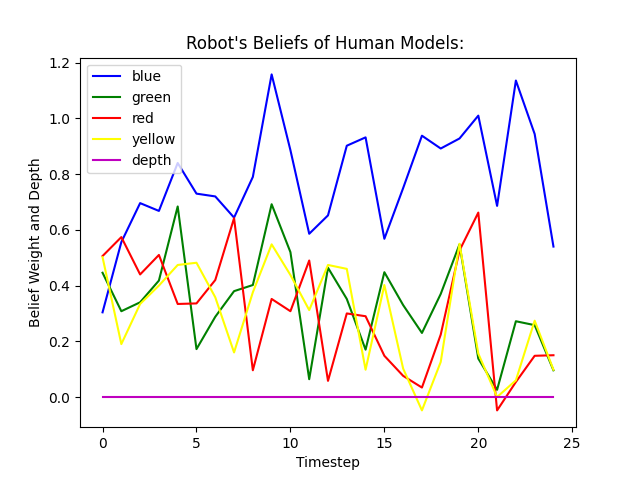 Robot's Beliefs of Human Models:
blue
green
red
yellow
depth
Belief Weight and Depth
1.2
1.0
0.8
0.6
0.4
0.2
0.0
0 5 10 15 20 25
Timestep